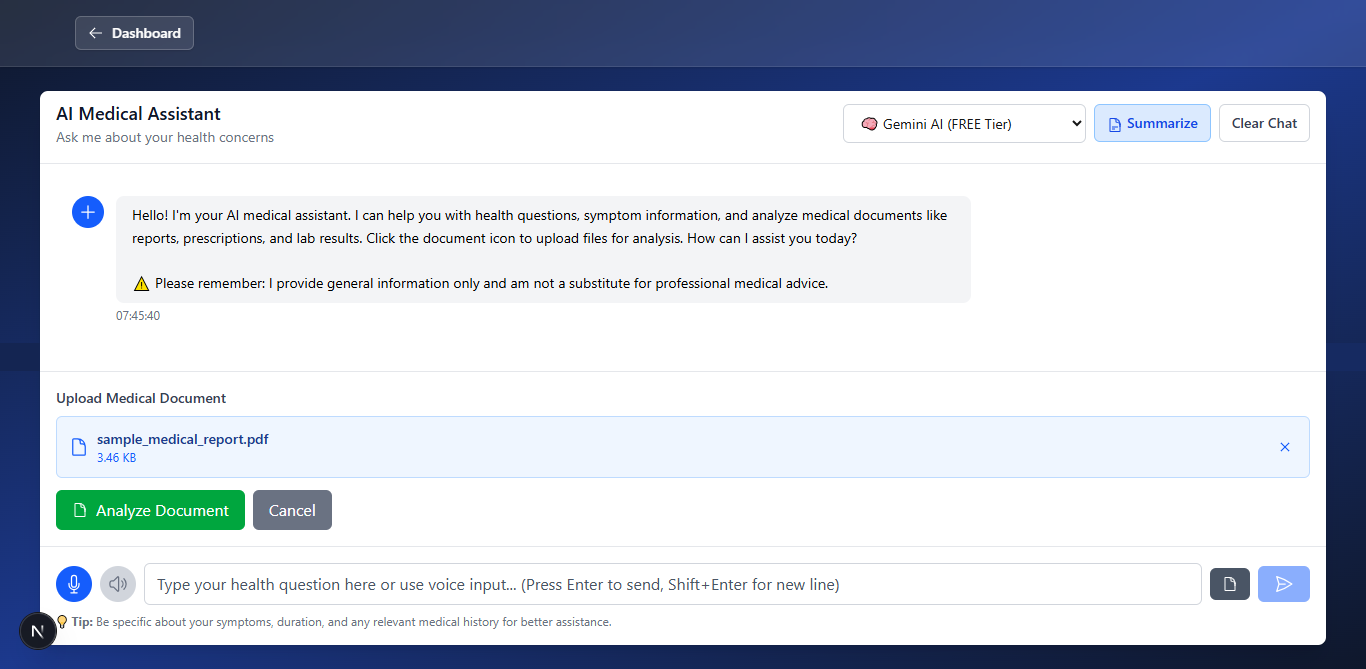 Dashboard
AI Medical Assistant
Ask me about your health concerns
Gemini AI (FREE Tier)
Summarize
Clear Chat
Hello! I'm your AI medical assistant. I can help you with health questions, symptom information, and analyze medical documents like
reports, prescriptions, and lab results. Click the document icon to upload files for analysis. How can I assist you today?
Please remember: I provide general information only and am not a substitute for professional medical advice.
07:45:40
Upload Medical Document
sample_medical_report.pdf
3.46 KB
Analyze Document
Cancel
Type your health question here or use voice input... (Press Enter to send, Shift+Enter for new line)
Tip: Be specific about your symptoms, duration, and any relevant medical history for better assistance.
N